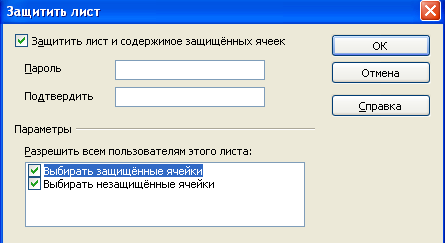 Защитить лист
Защитить лист и содержимое защищённых ячеек
ОК
Пароль
Отмена
Подтвердить
Справка
Параметры
Разрешить всем пользователям этого листа:
Выбирать защищённые ячейки
Выбирать незащищённые ячейки